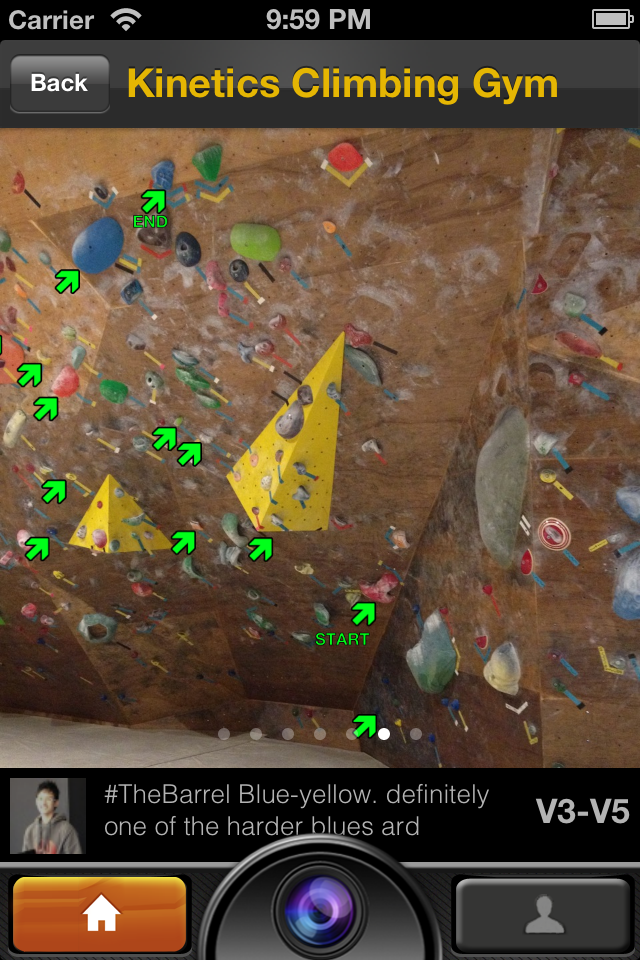 Carrier 9:59 PM
Back Kinetics Climbing Gym
END
START
#TheBarrel Blue-yellow. definitely
one of the harder blues ard
V3-V5